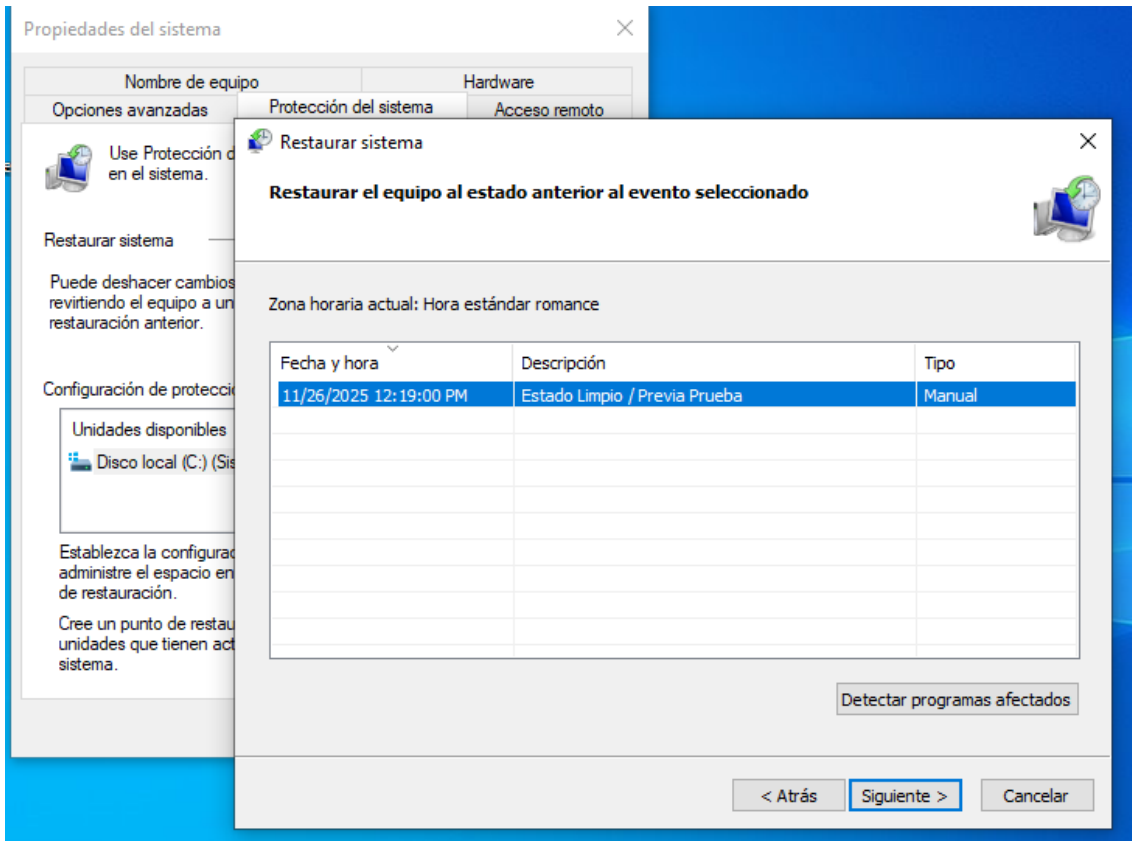 Propiedades del sistema
Nombre de equipo
Hardware
Opciones avanzadas
Protección del sistema
Acceso remoto
Use Protección d
en el sistema.
Restaurar sistema
Puede deshacer cambios
revirtiendo el equipo a un
restauración anterior.
Configuración de protecció
Unidades disponibles
Disco local (C:) (Sis
Establezca la configurac
administre el espacio en
de restauración.
Cree un punto de restau
unidades que tienen act
sistema.
Restaurar sistema
Restaurar el equipo al estado anterior al evento seleccionado
Zona horaria actual: Hora estándar romance
Fecha y hora
Descripción
Tipo
11/26/2025 12:19:00 PM
Estado Limpio / Previa Prueba
Manual
Detectar programas afectados
< Atrás
Siguiente >
Cancelar